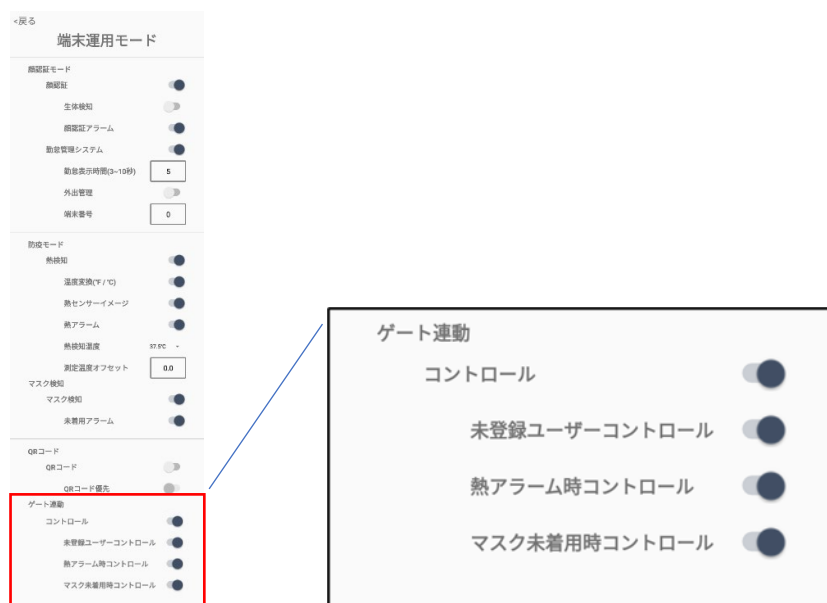 <戻る
端末運用モード
顔認証モード
顔認証
生体検知
顔認証アラーム
勤怠管理システム
勤怠表示時間(3~10秒) 5
外出管理
端末番号 0
防疫モード
熱検知
温度変換(°F / °C)
熱センサーイメージ
熱アラーム
熱検知温度 37.5°C
測定温度オフセット 0.0
マスク検知
マスク検知
未着用アラーム
QRコード
QRコード
QRコード優先
ゲート連動
コントロール
未登録ユーザーコントロール
熱アラーム時コントロール
マスク未着用時コントロール
ゲート連動
コントロール
未登録ユーザーコントロール
熱アラーム時コントロール
マスク未着用時コントロール